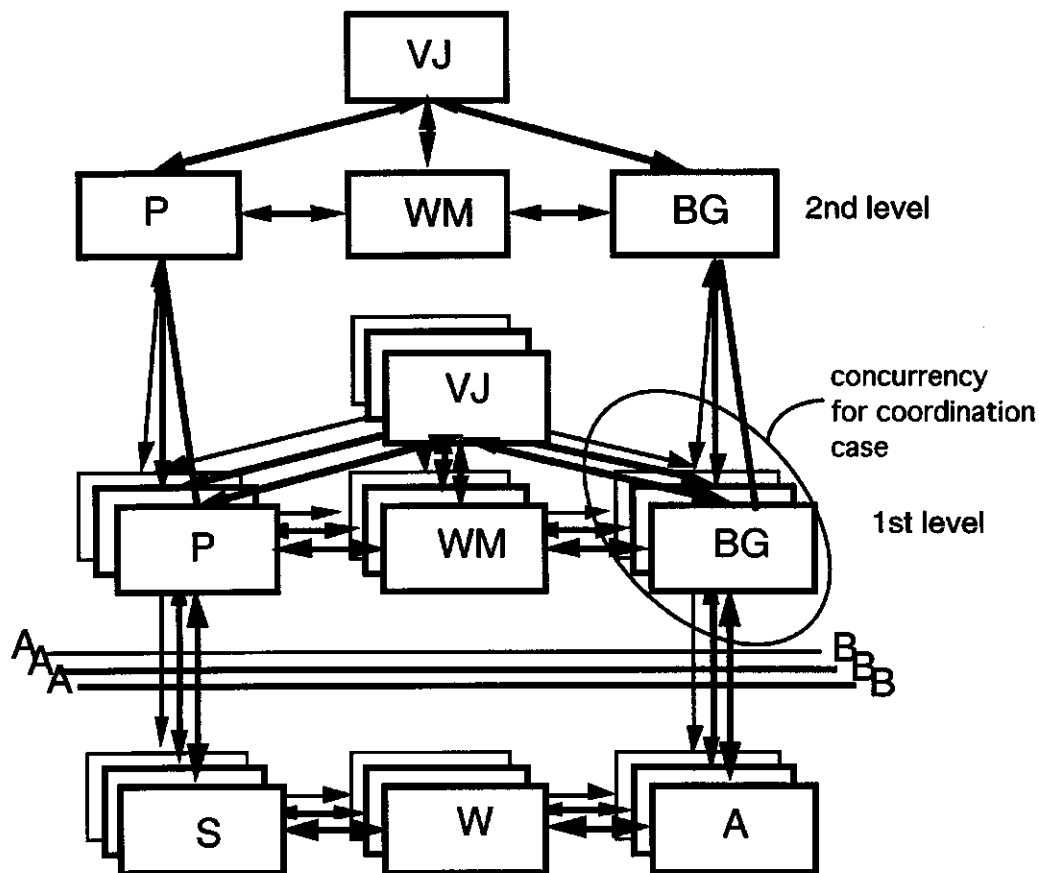 VJ
P WM BG 2nd level
VJ
concurrency
for coordination
case
P WM BG 1st level
A B
A B
A B
S W A